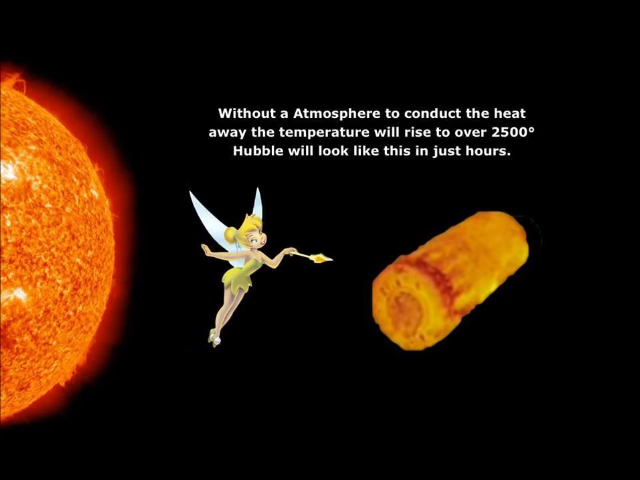 Without a Atmosphere to conduct the heat
away the temperature will rise to over 2500°
Hubble will look like this in just hours.